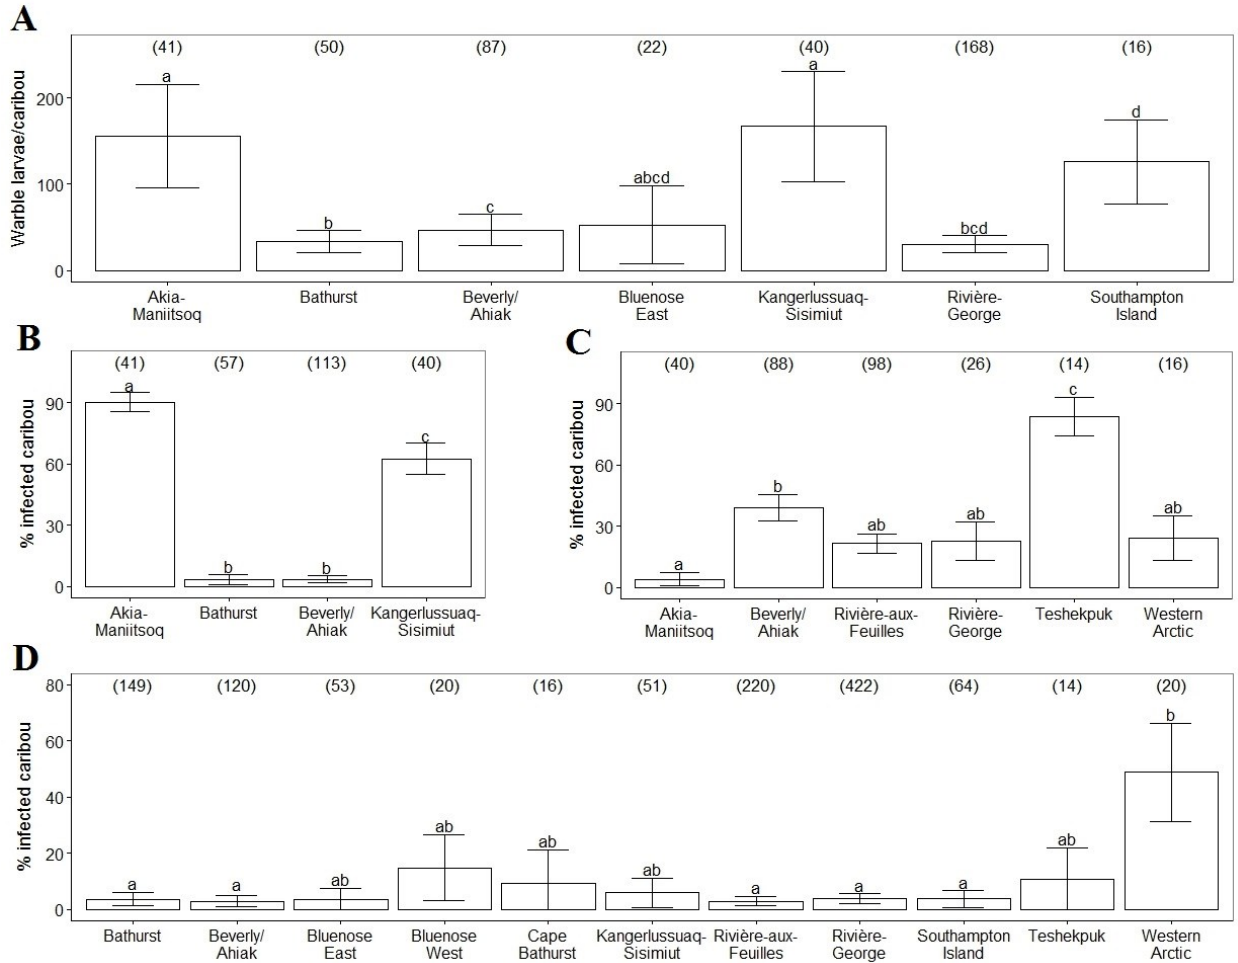 A
(41) (50) (87) (22) (40) (168) (16)
a b c abcd a bcd d
Warble larvae/caribou
200
100
0
Akia- Bathurst Beverly/ Bluenose Kangerlussuaq- Rivière- Southampton
Maniitsoq Ahiak East Sisimiut George Island
B
(41) (57) (113) (40)
a b b c
% infected caribou
90
60
30
0
Akia- Bathurst Beverly/ Kangerlussuaq-
Maniitsoq Ahiak Sisimiut
C
(40) (88) (98) (26) (14) (16)
a b ab ab c ab
% infected caribou
90
60
30
0
Akia- Beverly/ Rivière-aux- Rivière- Teshekpuk Western
Maniitsoq Ahiak Feuilles George Arctic
D
(149) (120) (53) (20) (16) (51) (220) (422) (64) (14) (20)
a a ab ab ab ab a a a ab b
% infected caribou
80
60
40
20
0
Bathurst Beverly/ Bluenose Bluenose Cape Kangerlussuaq- Rivière-aux- Rivière- Southampton Teshekpuk Western
Ahiak East West Bathurst Sisimiut Feuilles George Island Arctic